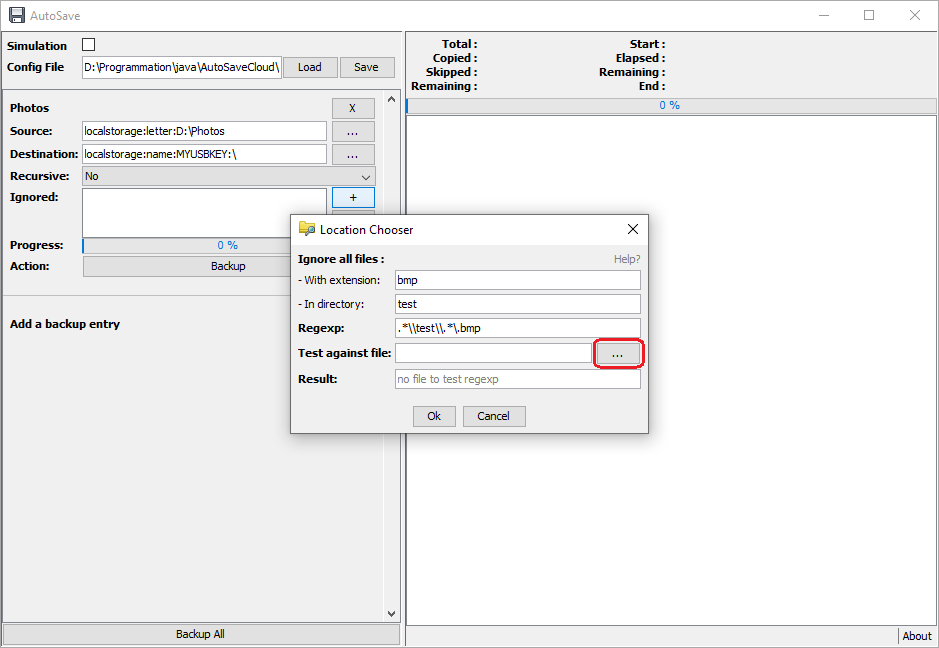 AutoSave
Simulation
Config File D:\Programmation\java\AutoSaveCloud\ Load Save
Photos X
Source: localstorage:letter:D:\Photos ...
Destination: localstorage:name:MYUSBKEY:\ ...
Recursive: No
Ignored: +
Progress: 0 %
Action: Backup
Add a backup entry
Backup All
Total : Start :
Copied : Elapsed :
Skipped : Remaining :
Remaining : End :
0 %
Location Chooser
Ignore all files : Help?
- With extension: bmp
- In directory: test
Regexp: .*\\test\\.*\.bmp
Test against file: ...
Result: no file to test regexp
Ok Cancel
About